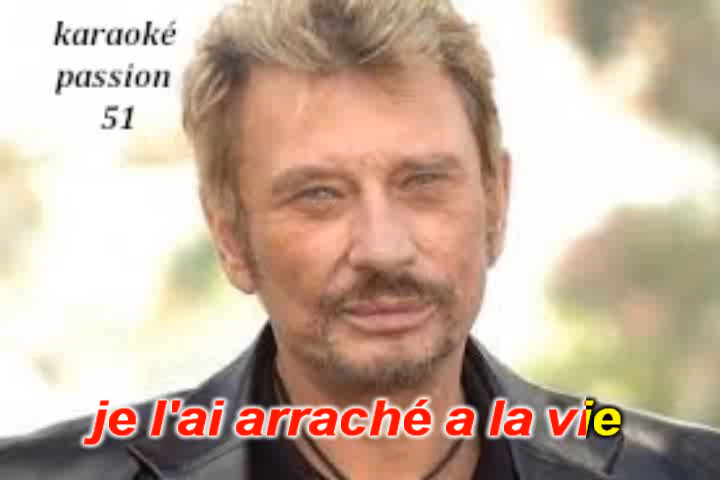 karaoké
passion
51
je l'ai arraché a la vie